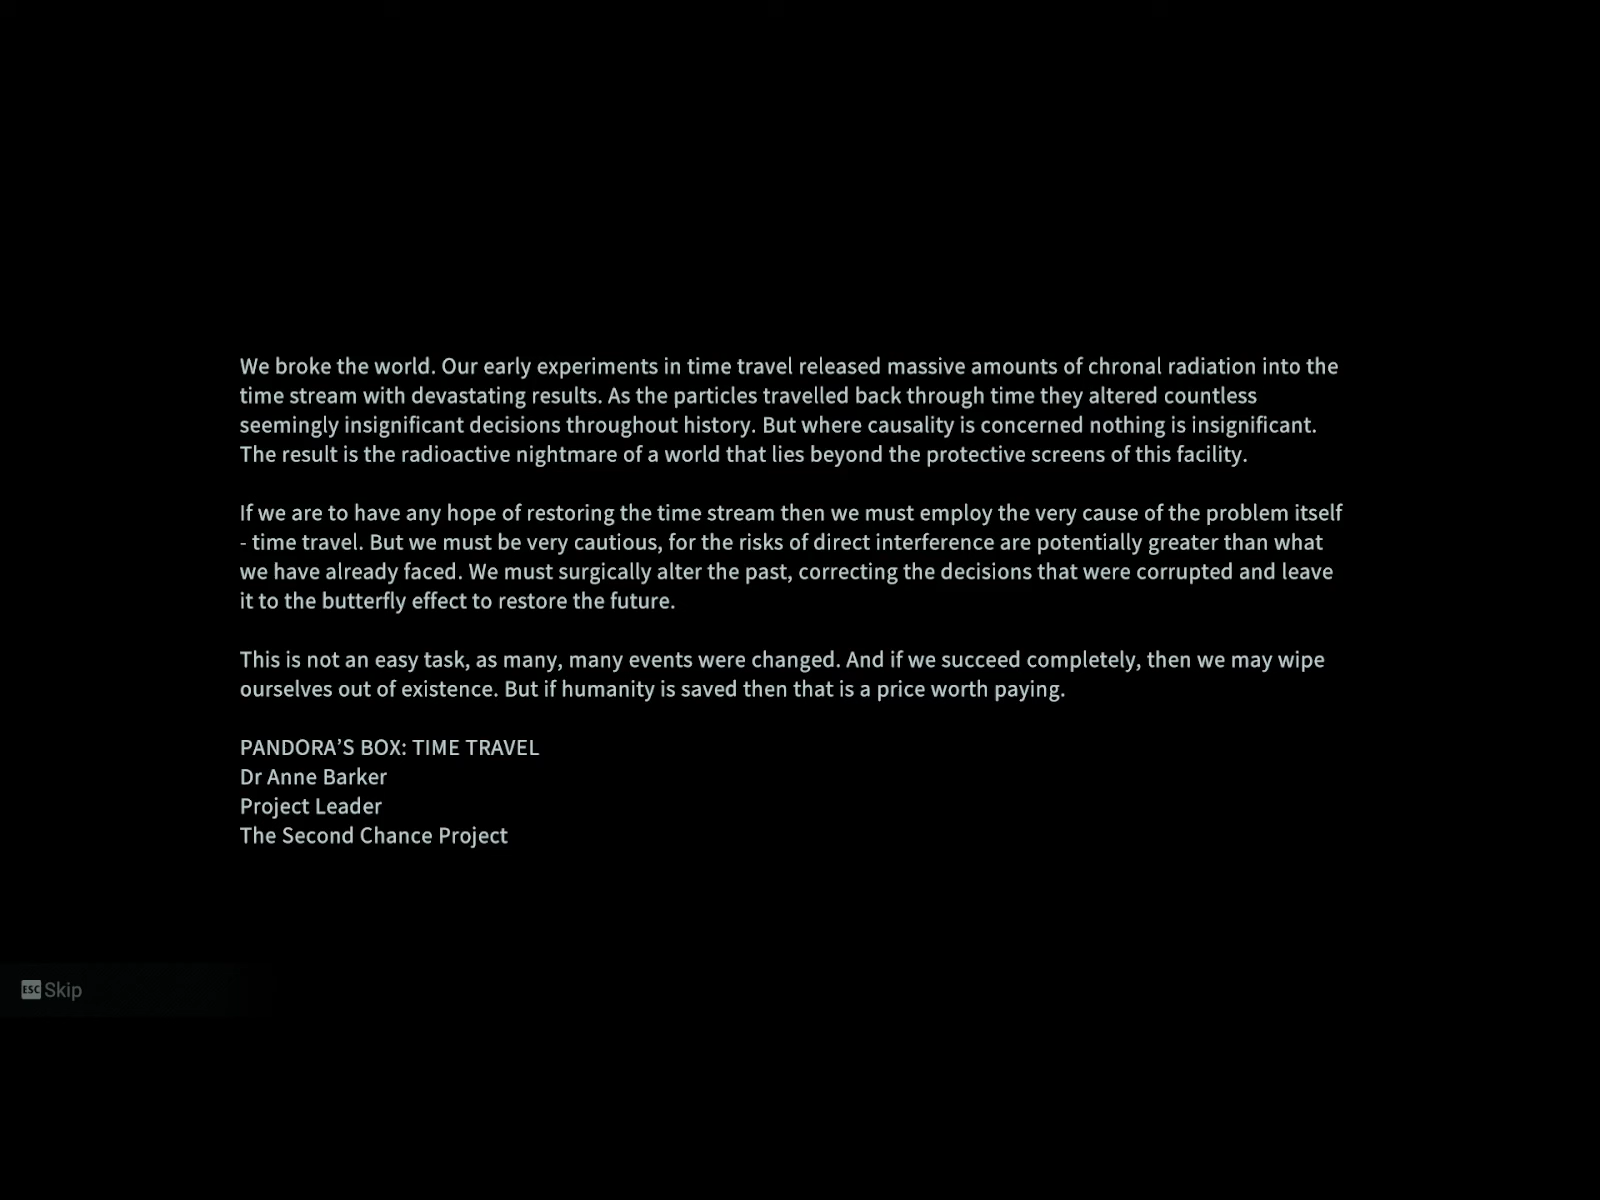 We broke the world. Our early experiments in time travel released massive amounts of chronal radiation into the
time stream with devastating results. As the particles travelled back through time they altered countless
seemingly insignificant decisions throughout history. But where causality is concerned nothing is insignificant.
The result is the radioactive nightmare of a world that lies beyond the protective screens of this facility.
If we are to have any hope of restoring the time stream then we must employ the very cause of the problem itself
- time travel. But we must be very cautious, for the risks of direct interference are potentially greater than what
we have already faced. We must surgically alter the past, correcting the decisions that were corrupted and leave
it to the butterfly effect to restore the future.
This is not an easy task, as many, many events were changed. And if we succeed completely, then we may wipe
ourselves out of existence. But if humanity is saved then that is a price worth paying.
PANDORA’S BOX: TIME TRAVEL
Dr Anne Barker
Project Leader
The Second Chance Project
ESC Skip